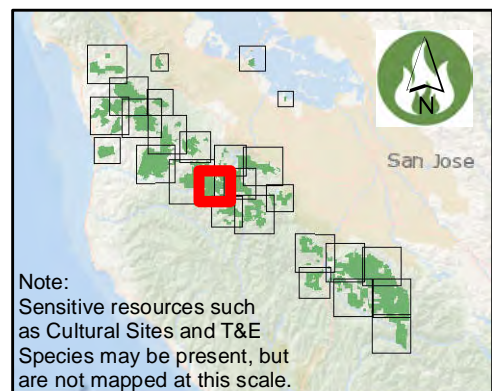 N
San Jose
Note:
Sensitive resources such
as Cultural Sites and T&E
Species may be present, but
are not mapped at this scale.